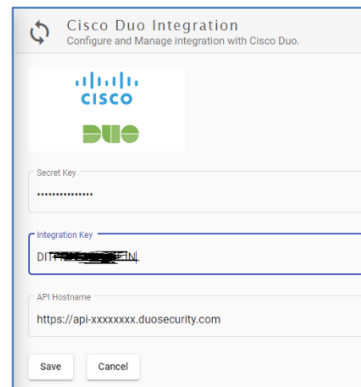 Cisco Duo Integration
Configure and Manage integration with Cisco Duo.
CISCO
DUO
Secret Key
••••••••••••••
Integration Key
API Hostname
https://api-xxxxxxxx.duosecurity.com
Save Cancel